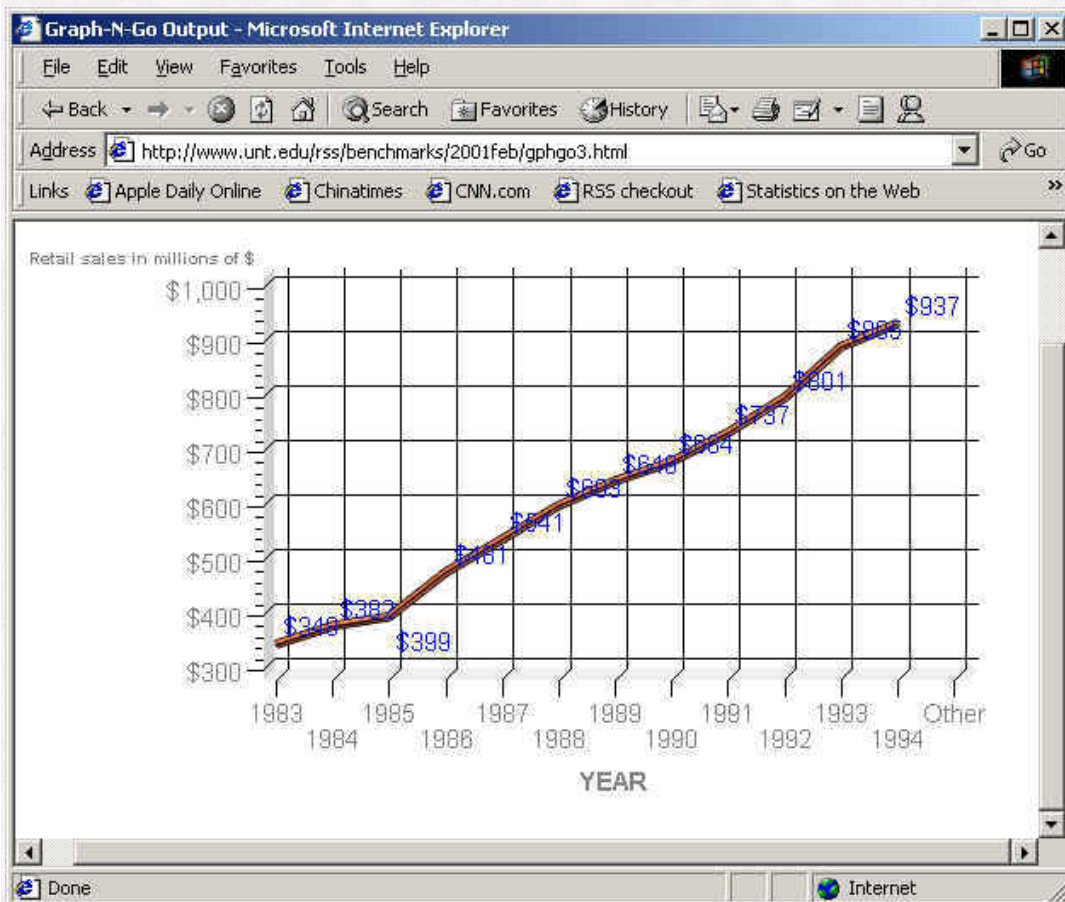 Graph-N-Go Output - Microsoft Internet Explorer
File Edit View Favorites Tools Help
Back Search Favorites History
Address http://www.unt.edu/rss/benchmarks/2001feb/gphgo3.html Go
Links Apple Daily Online Chinatimes CNN.com RSS checkout Statistics on the Web »
Retail sales in millions of $
$1,000
$937
$900
$801
$800
$737
$700
$600
$541
$500
$481
$400
$382
$399
$300
1983 1985 1987 1989 1991 1993 Other
1984 1986 1988 1990 1992 1994
YEAR
Done Internet